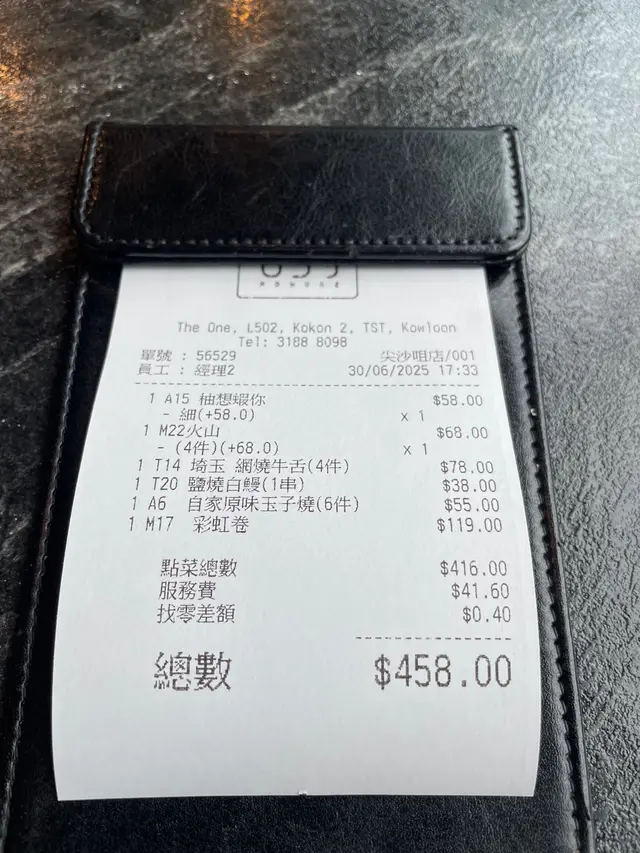 The One, L502, Kokon 2, TST, Kowloon
Tel: 3188 8098
單號 : 56529 尖沙咀店/001
員工 : 經理2 30/06/2025 17:33
1 A15 柚想蝦你 $58.00
- 細(+58.0) x 1
1 M22火山 $68.00
- (4件)(+68.0) x 1
1 T14 埼玉 網燒牛舌(4件) $78.00
1 T20 鹽燒白鰻(1串) $38.00
1 A6 自家原味玉子燒(6件) $55.00
1 M17 彩虹卷 $119.00
點菜總數 $416.00
服務費 $41.60
找零差額 $0.40
總數 $458.00